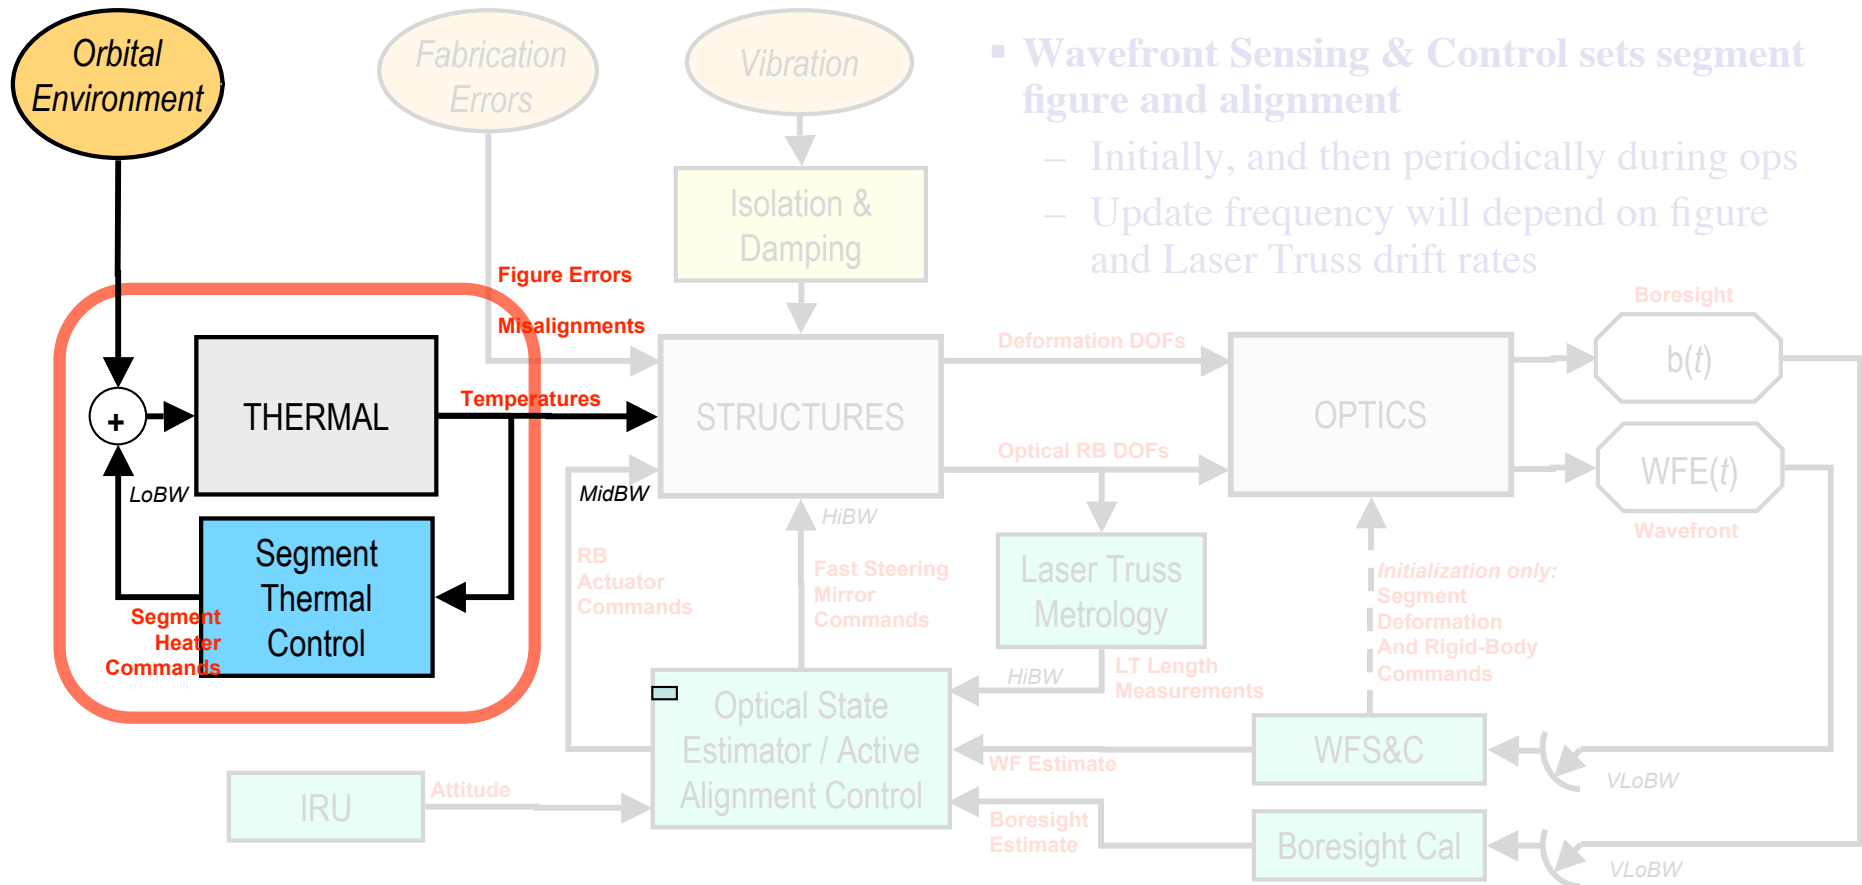 Orbital
Environment
Fabrication
Errors
Vibration
▪ Wavefront Sensing & Control sets segment
figure and alignment
– Initially, and then periodically during ops
– Update frequency will depend on figure
and Laser Truss drift rates
Isolation &
Damping
Figure Errors
Misalignments
Boresight
Deformation DOFs
b(t)
THERMAL
Temperatures
STRUCTURES
OPTICS
+
Optical RB DOFs
WFE(t)
LoBW
MidBW
HiBW
Wavefront
Segment
Thermal
Control
Segment
Heater
Commands
RB
Actuator
Commands
Fast Steering
Mirror
Commands
Laser Truss
Metrology
Initialization only:
Segment
Deformation
And Rigid-Body
Commands
HiBW
LT Length
Measurements
Optical State
Estimator / Active
Alignment Control
WF Estimate
WFS&C
VLoBW
IRU
Attitude
Boresight
Estimate
Boresight Cal
VLoBW